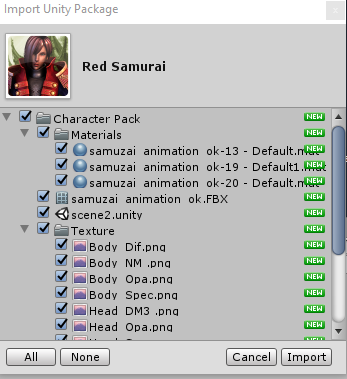 Import Unity Package
Red Samurai
Character Pack NEW
Materials NEW
samuzai animation ok-13 - Default.mat NEW
samuzai animation ok-19 - Default1.mat NEW
samuzai animation ok-20 - Default.mat NEW
samuzai animation ok.FBX NEW
scene2.unity NEW
Texture NEW
Body Dif.png NEW
Body NM .png NEW
Body Opa.png NEW
Body Spec.png NEW
Head DM3 .png NEW
Head Opa.png NEW
All None Cancel Import